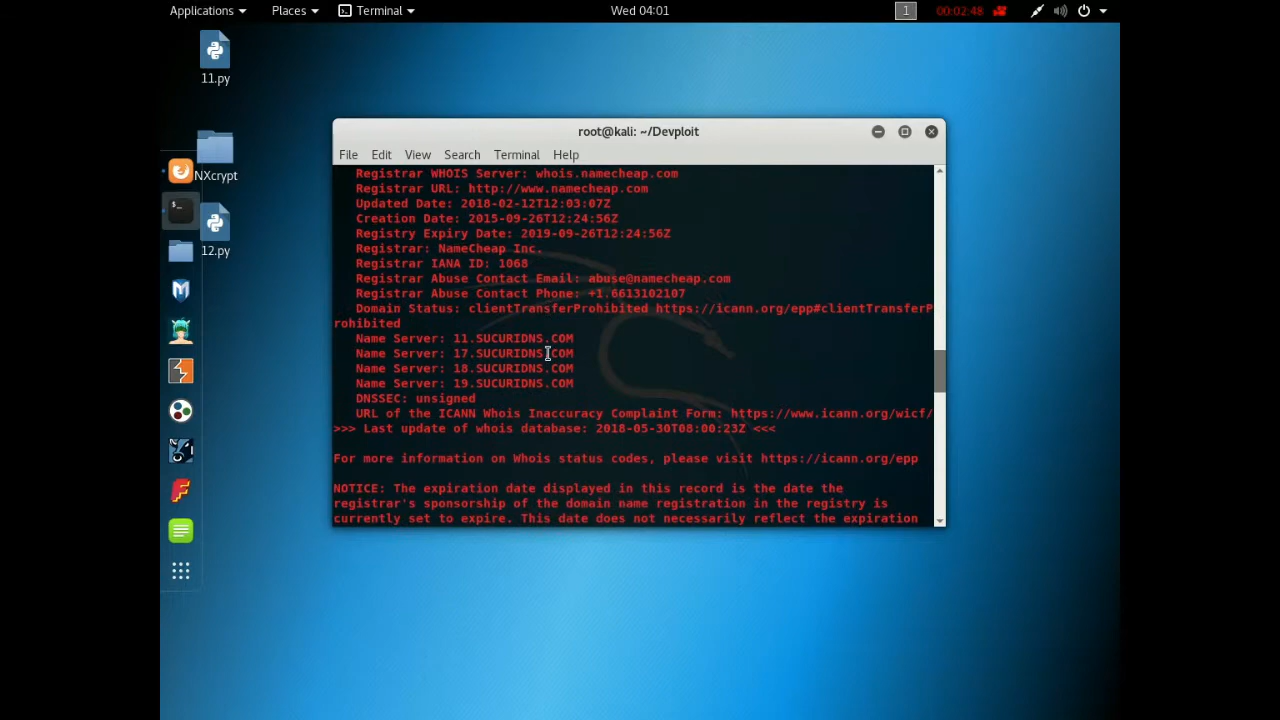 Applications Places Terminal Wed 04:01 1 00:02:48
11.py
NXcrypt
12.py
root@kali: ~/Devploit
File Edit View Search Terminal Help
Registrar WHOIS Server: whois.namecheap.com
Registrar URL: http://www.namecheap.com
Updated Date: 2018-02-12T12:03:07Z
Creation Date: 2015-09-26T12:24:56Z
Registry Expiry Date: 2019-09-26T12:24:56Z
Registrar: NameCheap Inc.
Registrar IANA ID: 1068
Registrar Abuse Contact Email: abuse@namecheap.com
Registrar Abuse Contact Phone: +1.6613102107
Domain Status: clientTransferProhibited https://icann.org/epp#clientTransferP
rohibited
Name Server: 11.SUCURIDNS.COM
Name Server: 17.SUCURIDNS.COM
Name Server: 18.SUCURIDNS.COM
Name Server: 19.SUCURIDNS.COM
DNSSEC: unsigned
URL of the ICANN Whois Inaccuracy Complaint Form: https://www.icann.org/wicf/
>>> Last update of whois database: 2018-05-30T08:00:23Z <<<
For more information on Whois status codes, please visit https://icann.org/epp
NOTICE: The expiration date displayed in this record is the date the
registrar's sponsorship of the domain name registration in the registry is
currently set to expire. This date does not necessarily reflect the expiration